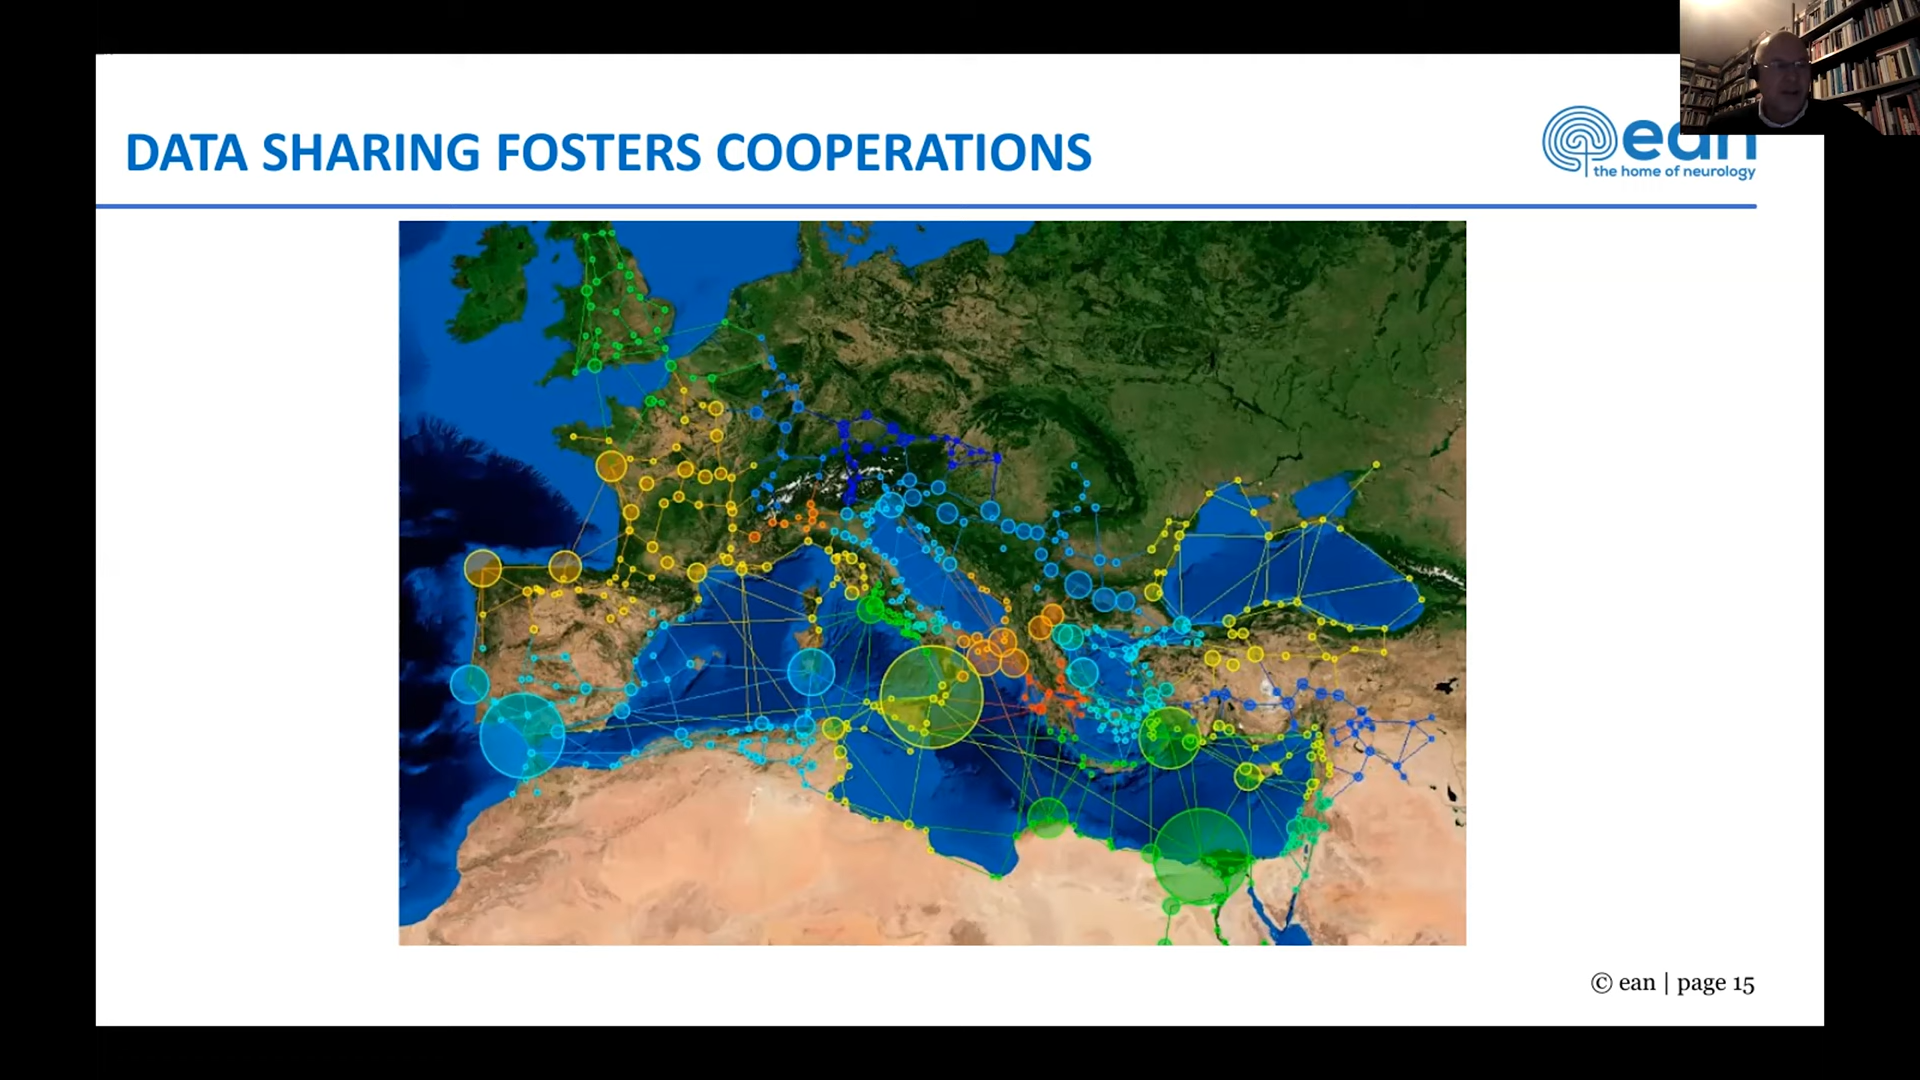 DATA SHARING FOSTERS COOPERATIONS
ean
the home of neurology
© ean | page 15